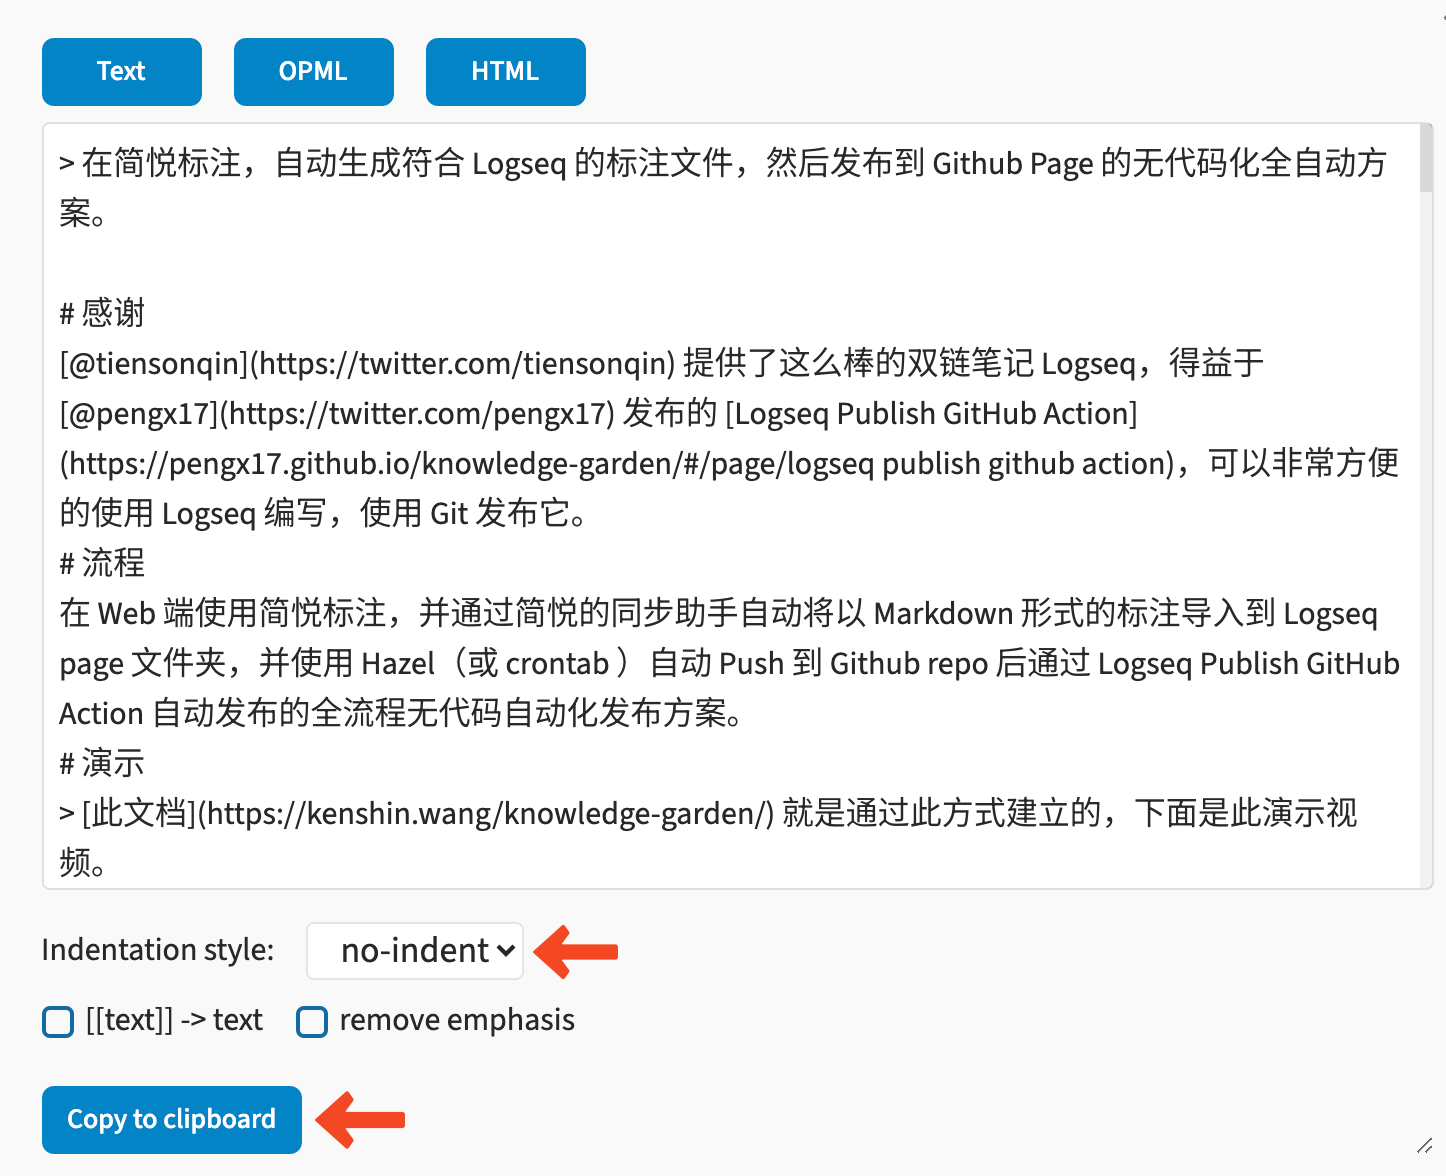 Text OPML HTML
> 在简悦标注，自动生成符合 Logseq 的标注文件，然后发布到 Github Page 的无代码化全自动方
案。
# 感谢
[@tiensonqin](https://twitter.com/tiensonqin) 提供了这么棒的双链笔记 Logseq，得益于
[@pengx17](https://twitter.com/pengx17) 发布的 [Logseq Publish GitHub Action]
(https://pengx17.github.io/knowledge-garden/#/page/logseq publish github action)，可以非常方便
的使用 Logseq 编写，使用 Git 发布它。
# 流程
在 Web 端使用简悦标注，并通过简悦的同步助手自动将以 Markdown 形式的标注导入到 Logseq
page 文件夹，并使用 Hazel（或 crontab ）自动 Push 到 Github repo 后通过 Logseq Publish GitHub
Action 自动发布的全流程无代码自动化发布方案。
# 演示
> [此文档](https://kenshin.wang/knowledge-garden/) 就是通过此方式建立的，下面是此演示视
频。
Indentation style: no-indent
[[text]] -> text remove emphasis
Copy to clipboard